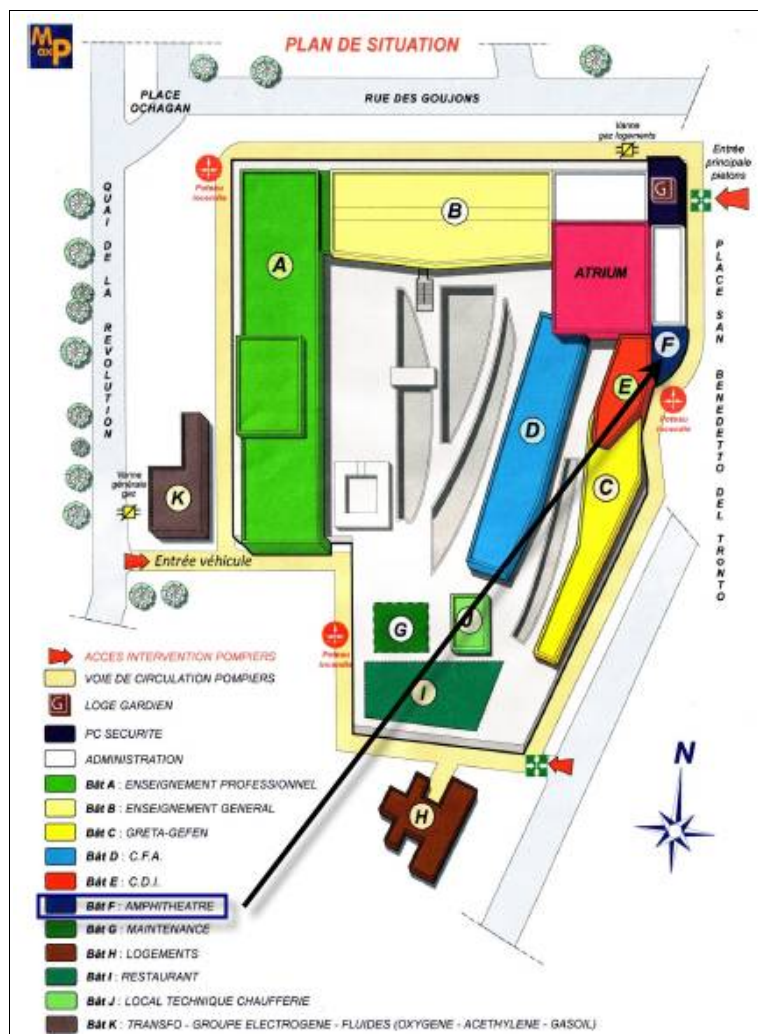 M
ax
P
PLAN DE SITUATION
PLACE
OCHAGAN
RUE DES GOUJONS
Vanne
gaz logements
Entrée
principale
pietons
Poteau
Incendie
G
B
A
ATRIUM
QUAI DE LA REVOLUTION
PLACE SAN BENEDETTO DEL TRONTO
F
E
Poteau
Incendie
D
C
Vanne
générale
gaz
K
Entrée véhicule
G
J
Poteau
Incendie
I
H
N
ACCES INTERVENTION POMPIERS
VOIE DE CIRCULATION POMPIERS
G
LOGE GARDIEN
PC SECURITE
ADMINISTRATION
Bât A : ENSEIGNEMENT PROFESSIONNEL
Bât B : ENSEIGNEMENT GENERAL
Bât C : GRETA-GEFEN
Bât D : C.F.A.
Bât E : C.D.I.
Bât F : AMPHITHEATRE
Bât G : MAINTENANCE
Bât H : LOGEMENTS
Bât I : RESTAURANT
Bât J : LOCAL TECHNIQUE CHAUFFERIE
Bât K : TRANSFO - GROUPE ELECTROGENE - FLUIDES (OXYGENE - ACETHYLENE - GASOIL)